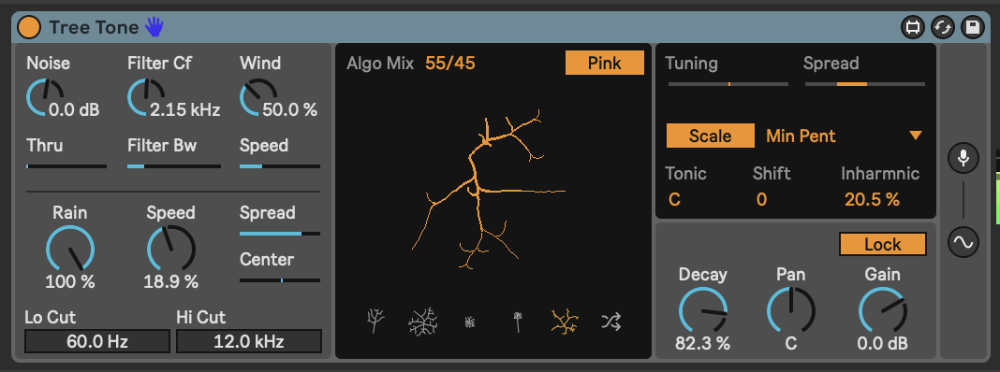 Tree Tone
Noise Filter Cf Wind
0.0 dB 2.15 kHz 50.0 %
Thru Filter Bw Speed
Rain Speed Spread
Center
100 % 18.9 %
Lo Cut Hi Cut
60.0 Hz 12.0 kHz
Algo Mix 55/45 Pink
Tuning Spread
Scale Min Pent
Tonic Shift Inharmnic
C 0 20.5 %
Lock
Decay Pan Gain
82.3 % C 0.0 dB